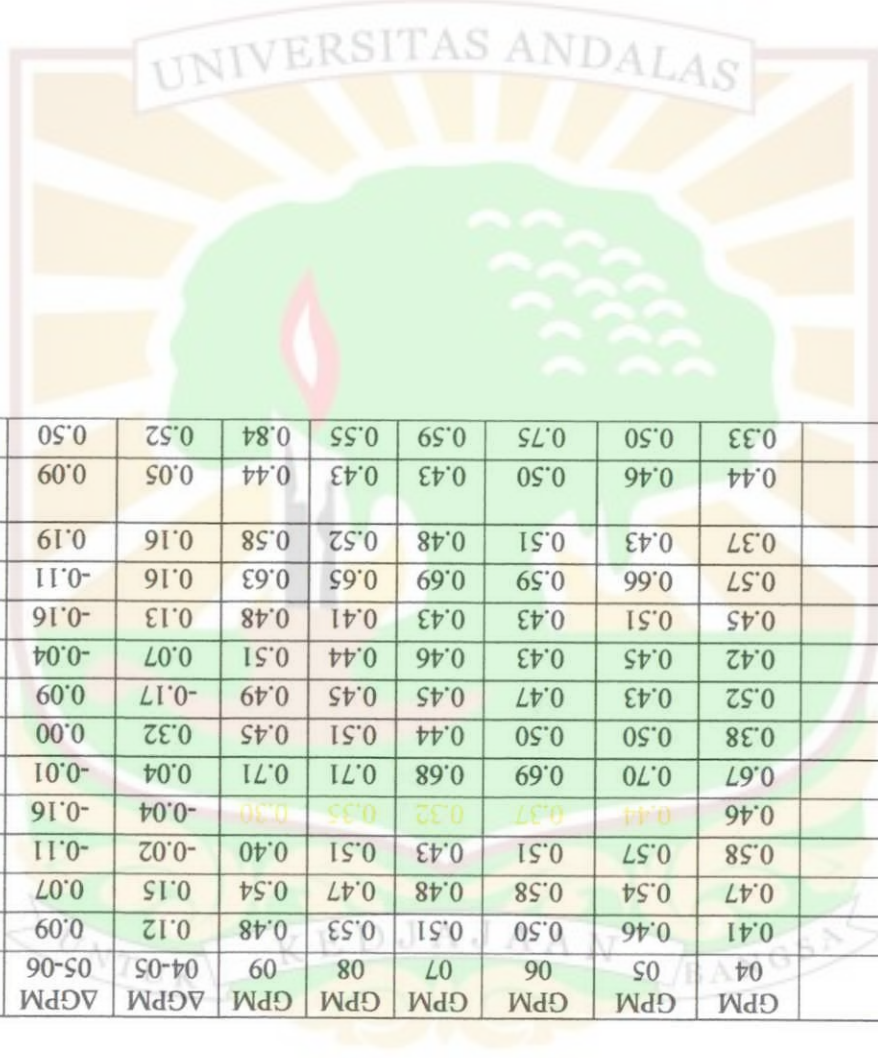 UNIVERSITAS ANDALAS
GPM GPM GPM GPM GPM GPM ΔGPM ΔGPM
04 05 06 07 08 09 04-05 05-06
0.41 0.46 0.50 0.51 0.53 0.48 0.12 0.09
0.47 0.54 0.58 0.48 0.47 0.54 0.15 0.07
0.58 0.57 0.51 0.43 0.51 0.40 -0.02 -0.11
0.46 0.44 0.37 0.32 0.35 0.30 -0.04 -0.16
0.67 0.70 0.69 0.68 0.71 0.71 0.04 -0.01
0.38 0.50 0.50 0.44 0.51 0.45 0.32 0.00
0.52 0.43 0.47 0.45 0.45 0.49 -0.17 0.09
0.42 0.45 0.43 0.46 0.44 0.51 0.07 -0.04
0.45 0.51 0.43 0.43 0.41 0.48 0.13 -0.16
0.57 0.66 0.59 0.69 0.65 0.63 0.16 -0.11
0.37 0.43 0.51 0.48 0.52 0.58 0.16 0.19
0.44 0.46 0.50 0.43 0.43 0.44 0.05 0.09
0.33 0.50 0.75 0.59 0.55 0.84 0.52 0.50
BANGSA